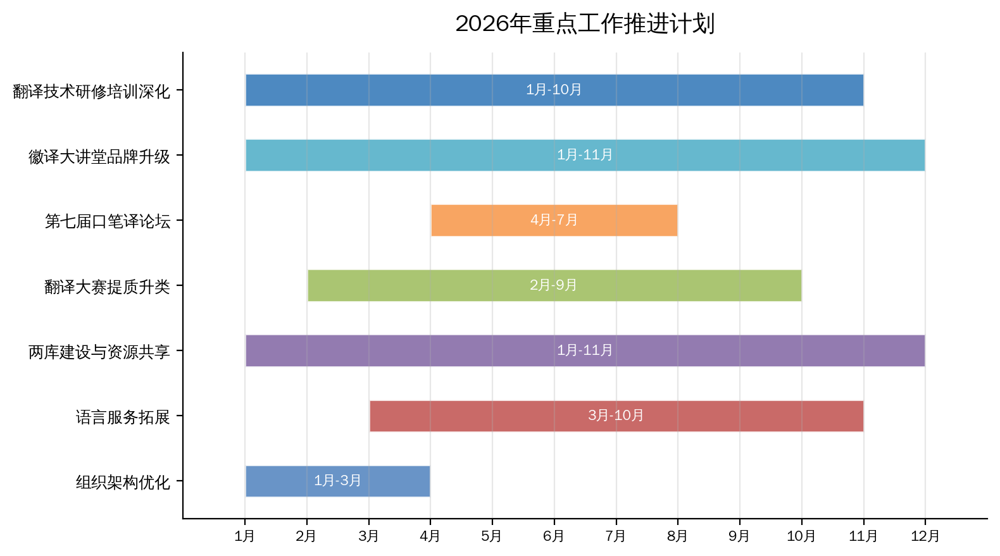 2026年重点工作推进计划
翻译技术研修培训深化
1月-10月
徽译大讲堂品牌升级
1月-11月
第七届口笔译论坛
4月-7月
翻译大赛提质升类
2月-9月
两库建设与资源共享
1月-11月
语言服务拓展
3月-10月
组织架构优化
1月-3月
1月 2月 3月 4月 5月 6月 7月 8月 9月 10月 11月 12月